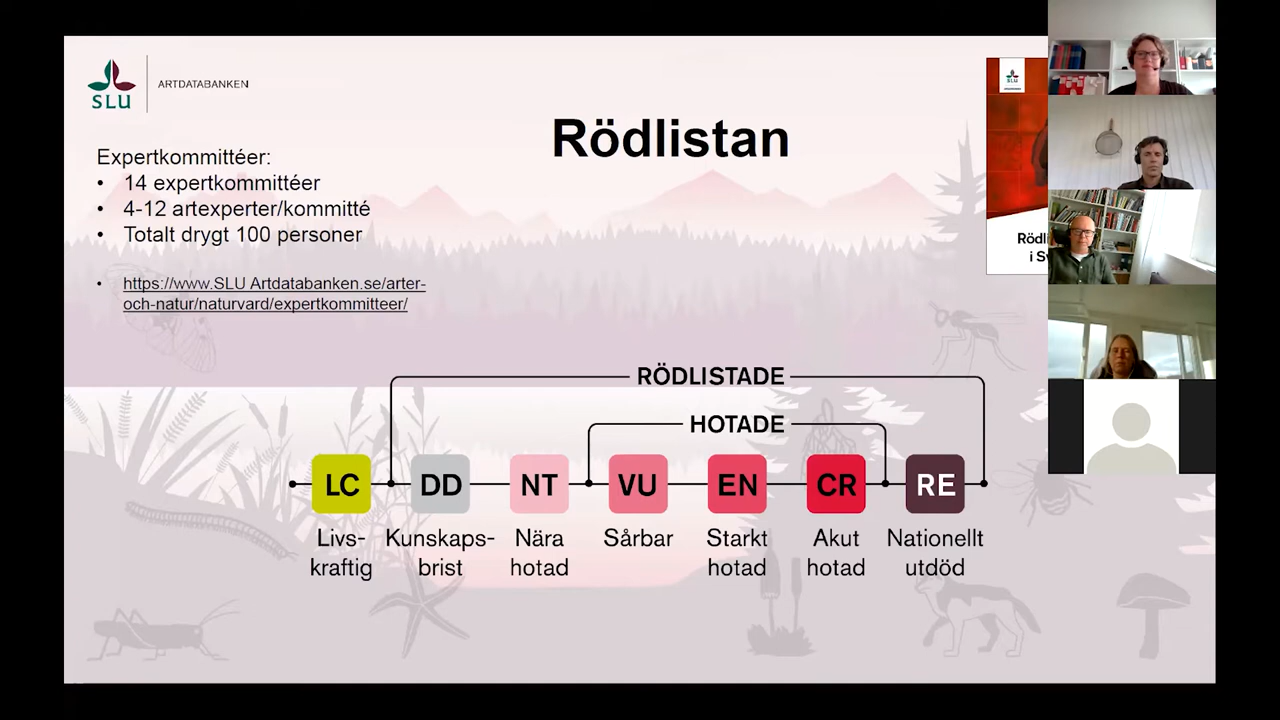 SLU
ARTDATABANKEN
Rödlistan
Expertkommittéer:
• 14 expertkommittéer
• 4-12 artexperter/kommitté
• Totalt drygt 100 personer
• https://www.SLU Artdatabanken.se/arter-
och-natur/naturvard/expertkommitteer/
SLU
RÖDLISTADE
HOTADE
LC DD NT VU EN CR RE
Livs-
kraftig
Kunskaps-
brist
Nära
hotad
Sårbar
Starkt
hotad
Akut
hotad
Nationellt
utdöd